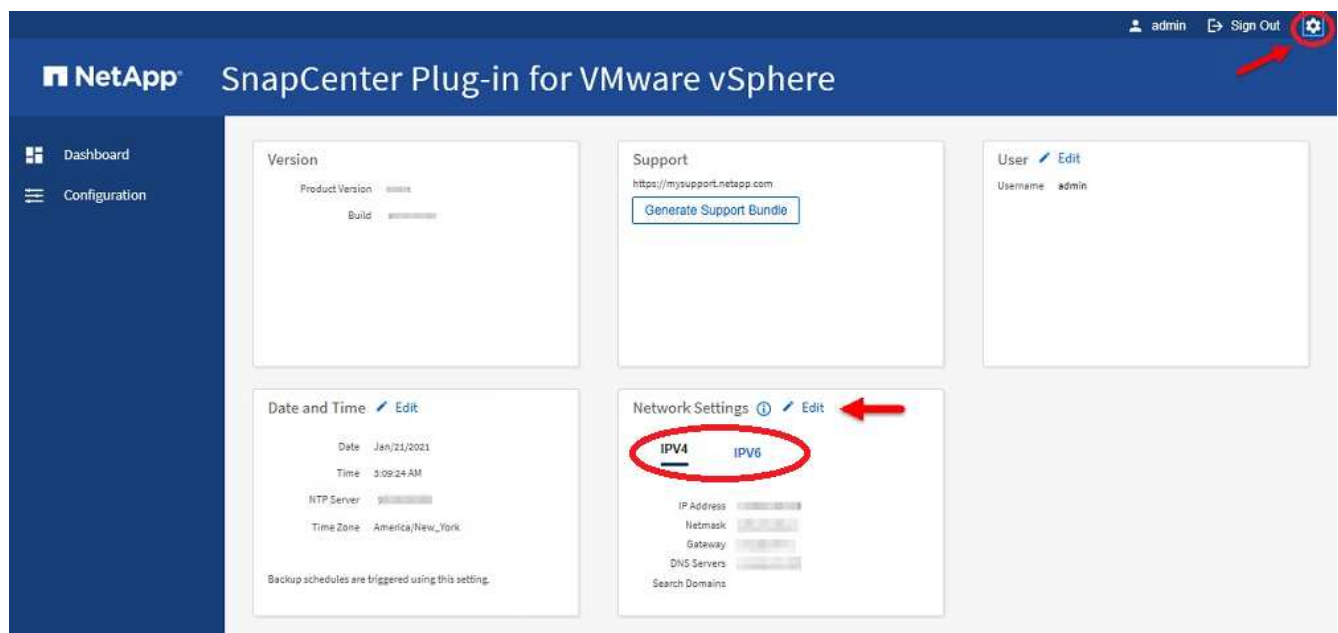 admin Sign Out
NetApp SnapCenter Plug-in for VMware vSphere
Dashboard
Configuration
Version
Product Version
Build
Support
https://mysupport.netapp.com
Generate Support Bundle
User Edit
Username admin
Date and Time Edit
Date Jan/21/2021
Time 3:09:24 AM
NTP Server
Time Zone America/New_York
Backup schedules are triggered using this setting.
Network Settings Edit
IPV4 IPV6
IP Address
Netmask
Gateway
DNS Servers
Search Domains